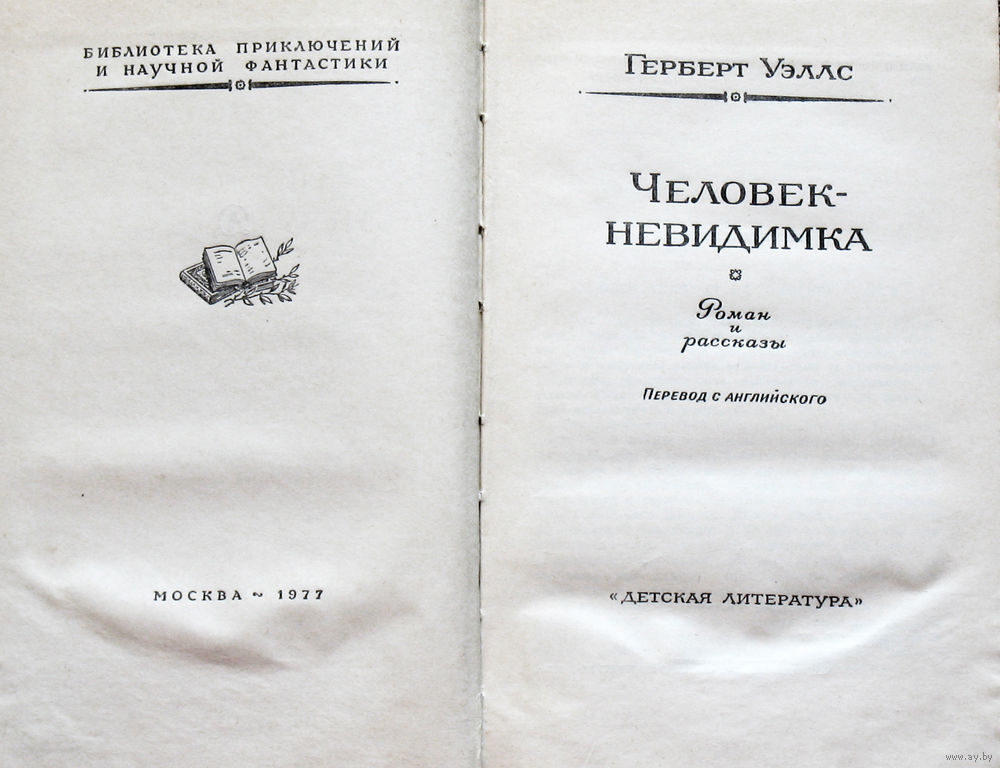 БИБЛИОТЕКА ПРИКЛЮЧЕНИЙ
И НАУЧНОЙ ФАНТАСТИКИ
МОСКВА ~ 1977
ГЕРБЕРТ УЭЛЛС
ЧЕЛОВЕК-
НЕВИДИМКА
Роман
и
рассказы
ПЕРЕВОД С АНГЛИЙСКОГО
«ДЕТСКАЯ ЛИТЕРАТУРА»
www.ay.by